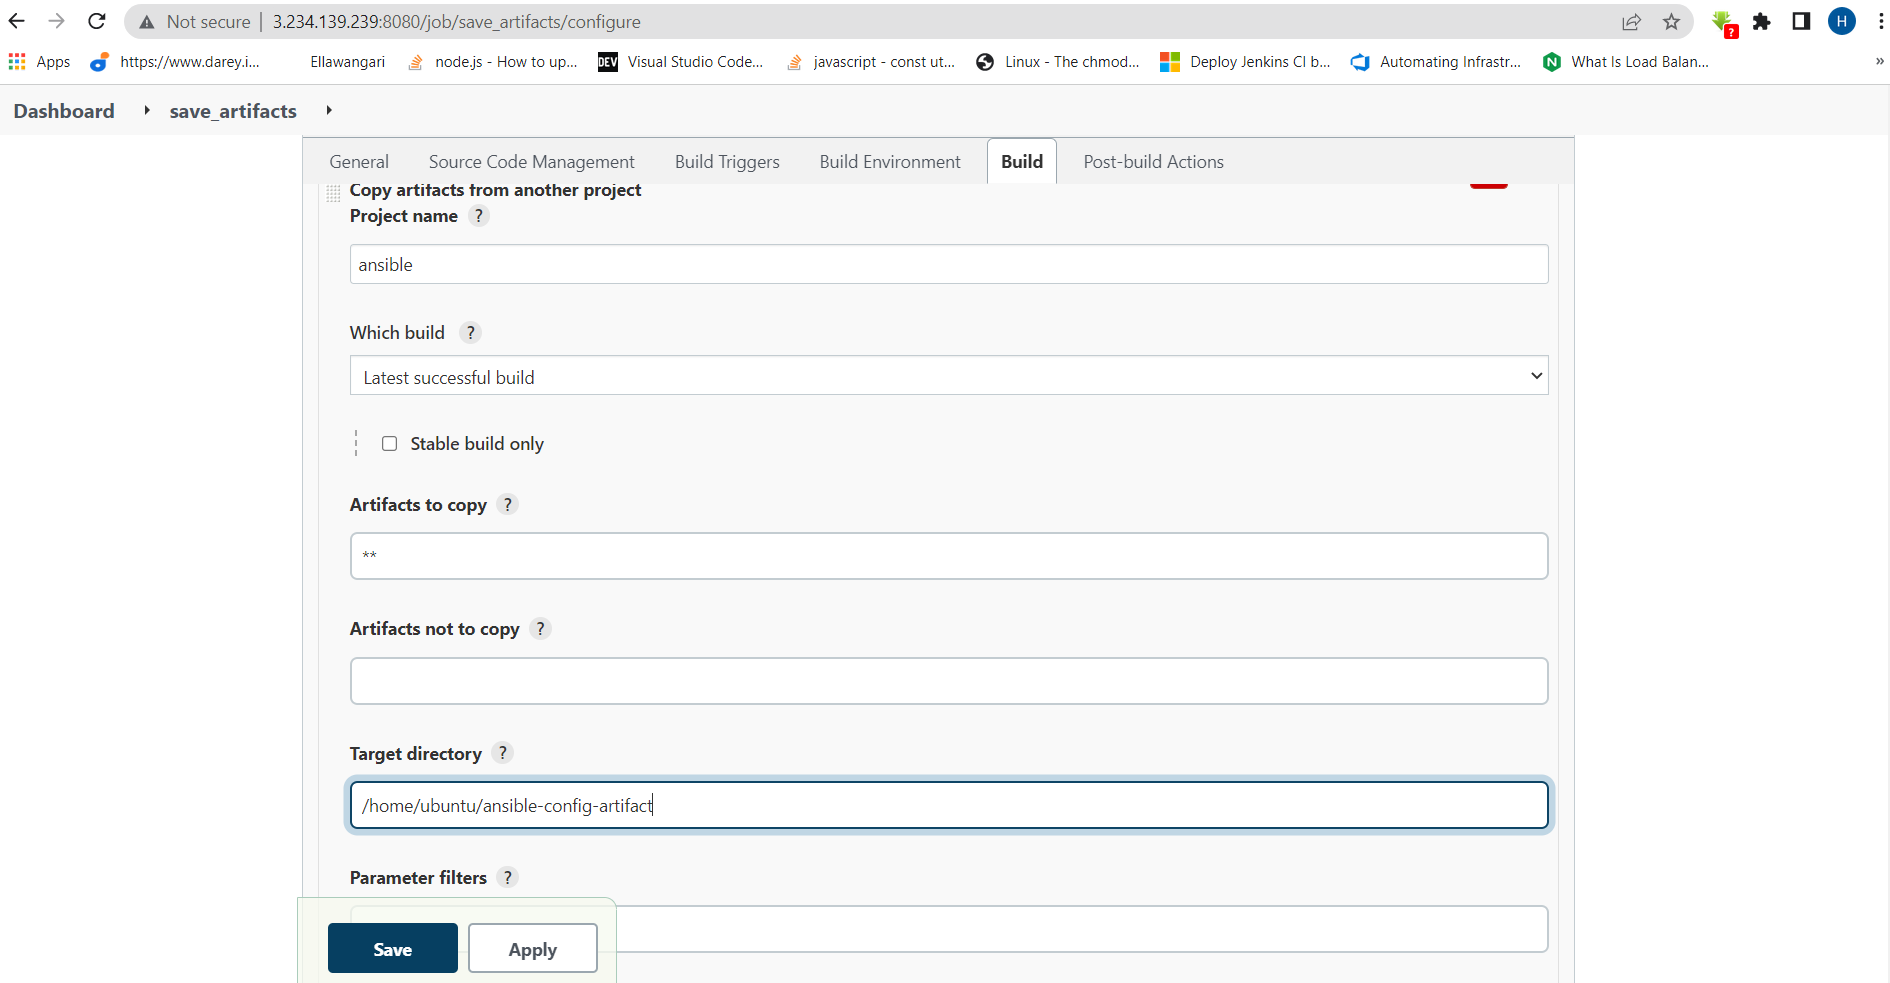 Not secure | 3.234.139.239:8080/job/save_artifacts/configure
?
H
Apps
https://www.darey.i...
Ellawangari
node.js - How to up...
DEV
Visual Studio Code...
javascript - const ut...
Linux - The chmod...
Deploy Jenkins CI b...
Automating Infrastr...
N
What Is Load Balan...
»
Dashboard
save_artifacts
General
Source Code Management
Build Triggers
Build Environment
Build
Post-build Actions
Copy artifacts from another project
Project name ?
ansible
Which build ?
Latest successful build
Stable build only
Artifacts to copy ?
**
Artifacts not to copy ?
Target directory ?
/home/ubuntu/ansible-config-artifact
Parameter filters ?
Save
Apply